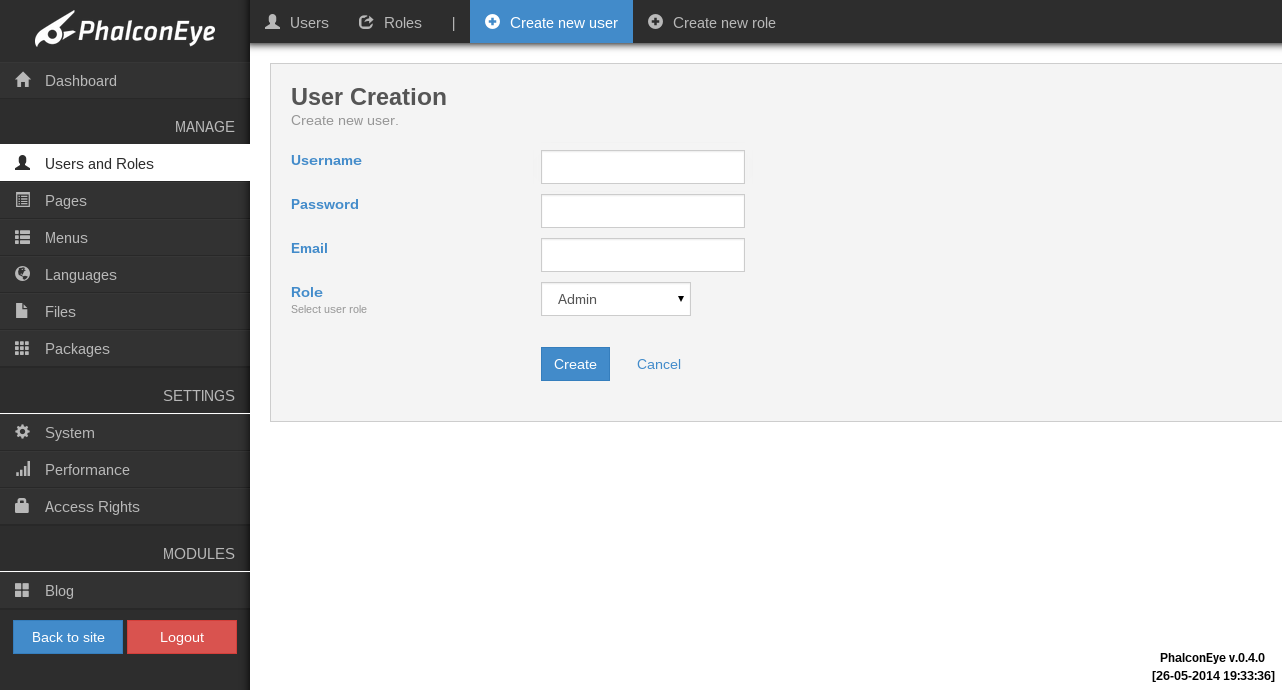 PhalconEye
Users
Roles
|
Create new user
Create new role
Dashboard
MANAGE
Users and Roles
Pages
Menus
Languages
Files
Packages
SETTINGS
System
Performance
Access Rights
MODULES
Blog
Back to site
Logout
User Creation
Create new user.
Username
Password
Email
Role
Select user role
Admin
Create
Cancel
PhalconEye v.0.4.0
[26-05-2014 19:33:36]